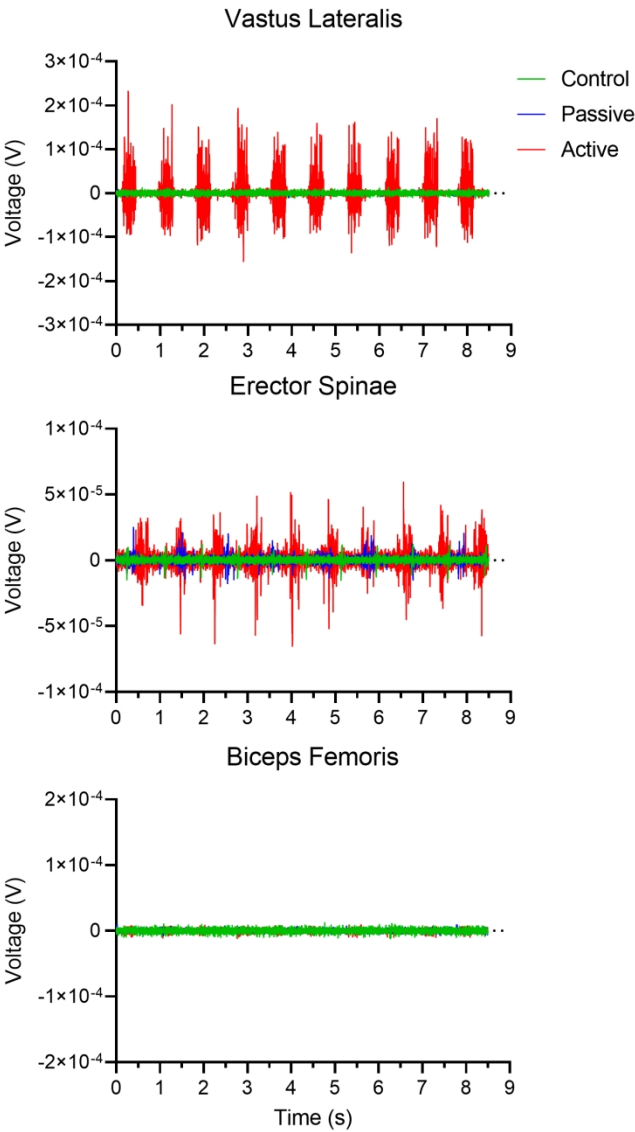 Vastus Lateralis
3×10⁻⁴
2×10⁻⁴
1×10⁻⁴
0
-1×10⁻⁴
-2×10⁻⁴
-3×10⁻⁴
Voltage (V)
0 1 2 3 4 5 6 7 8 9
Control
Passive
Active
Erector Spinae
1×10⁻⁴
5×10⁻⁵
0
-5×10⁻⁵
-1×10⁻⁴
Voltage (V)
0 1 2 3 4 5 6 7 8 9
Biceps Femoris
2×10⁻⁴
1×10⁻⁴
0
-1×10⁻⁴
-2×10⁻⁴
Voltage (V)
0 1 2 3 4 5 6 7 8 9
Time (s)